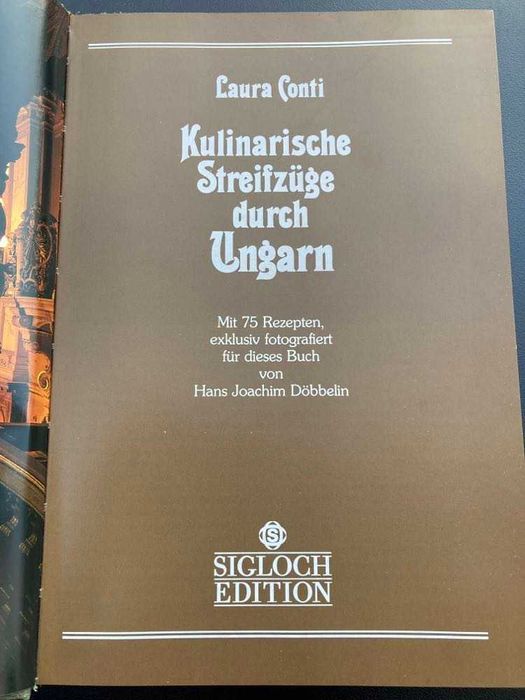 Laura Conti
Kulinarische
Streifzüge
durch
Ungarn
Mit 75 Rezepten,
exklusiv fotografiert
für dieses Buch
von
Hans Joachim Döbbelin
S
SIGLOCH
EDITION